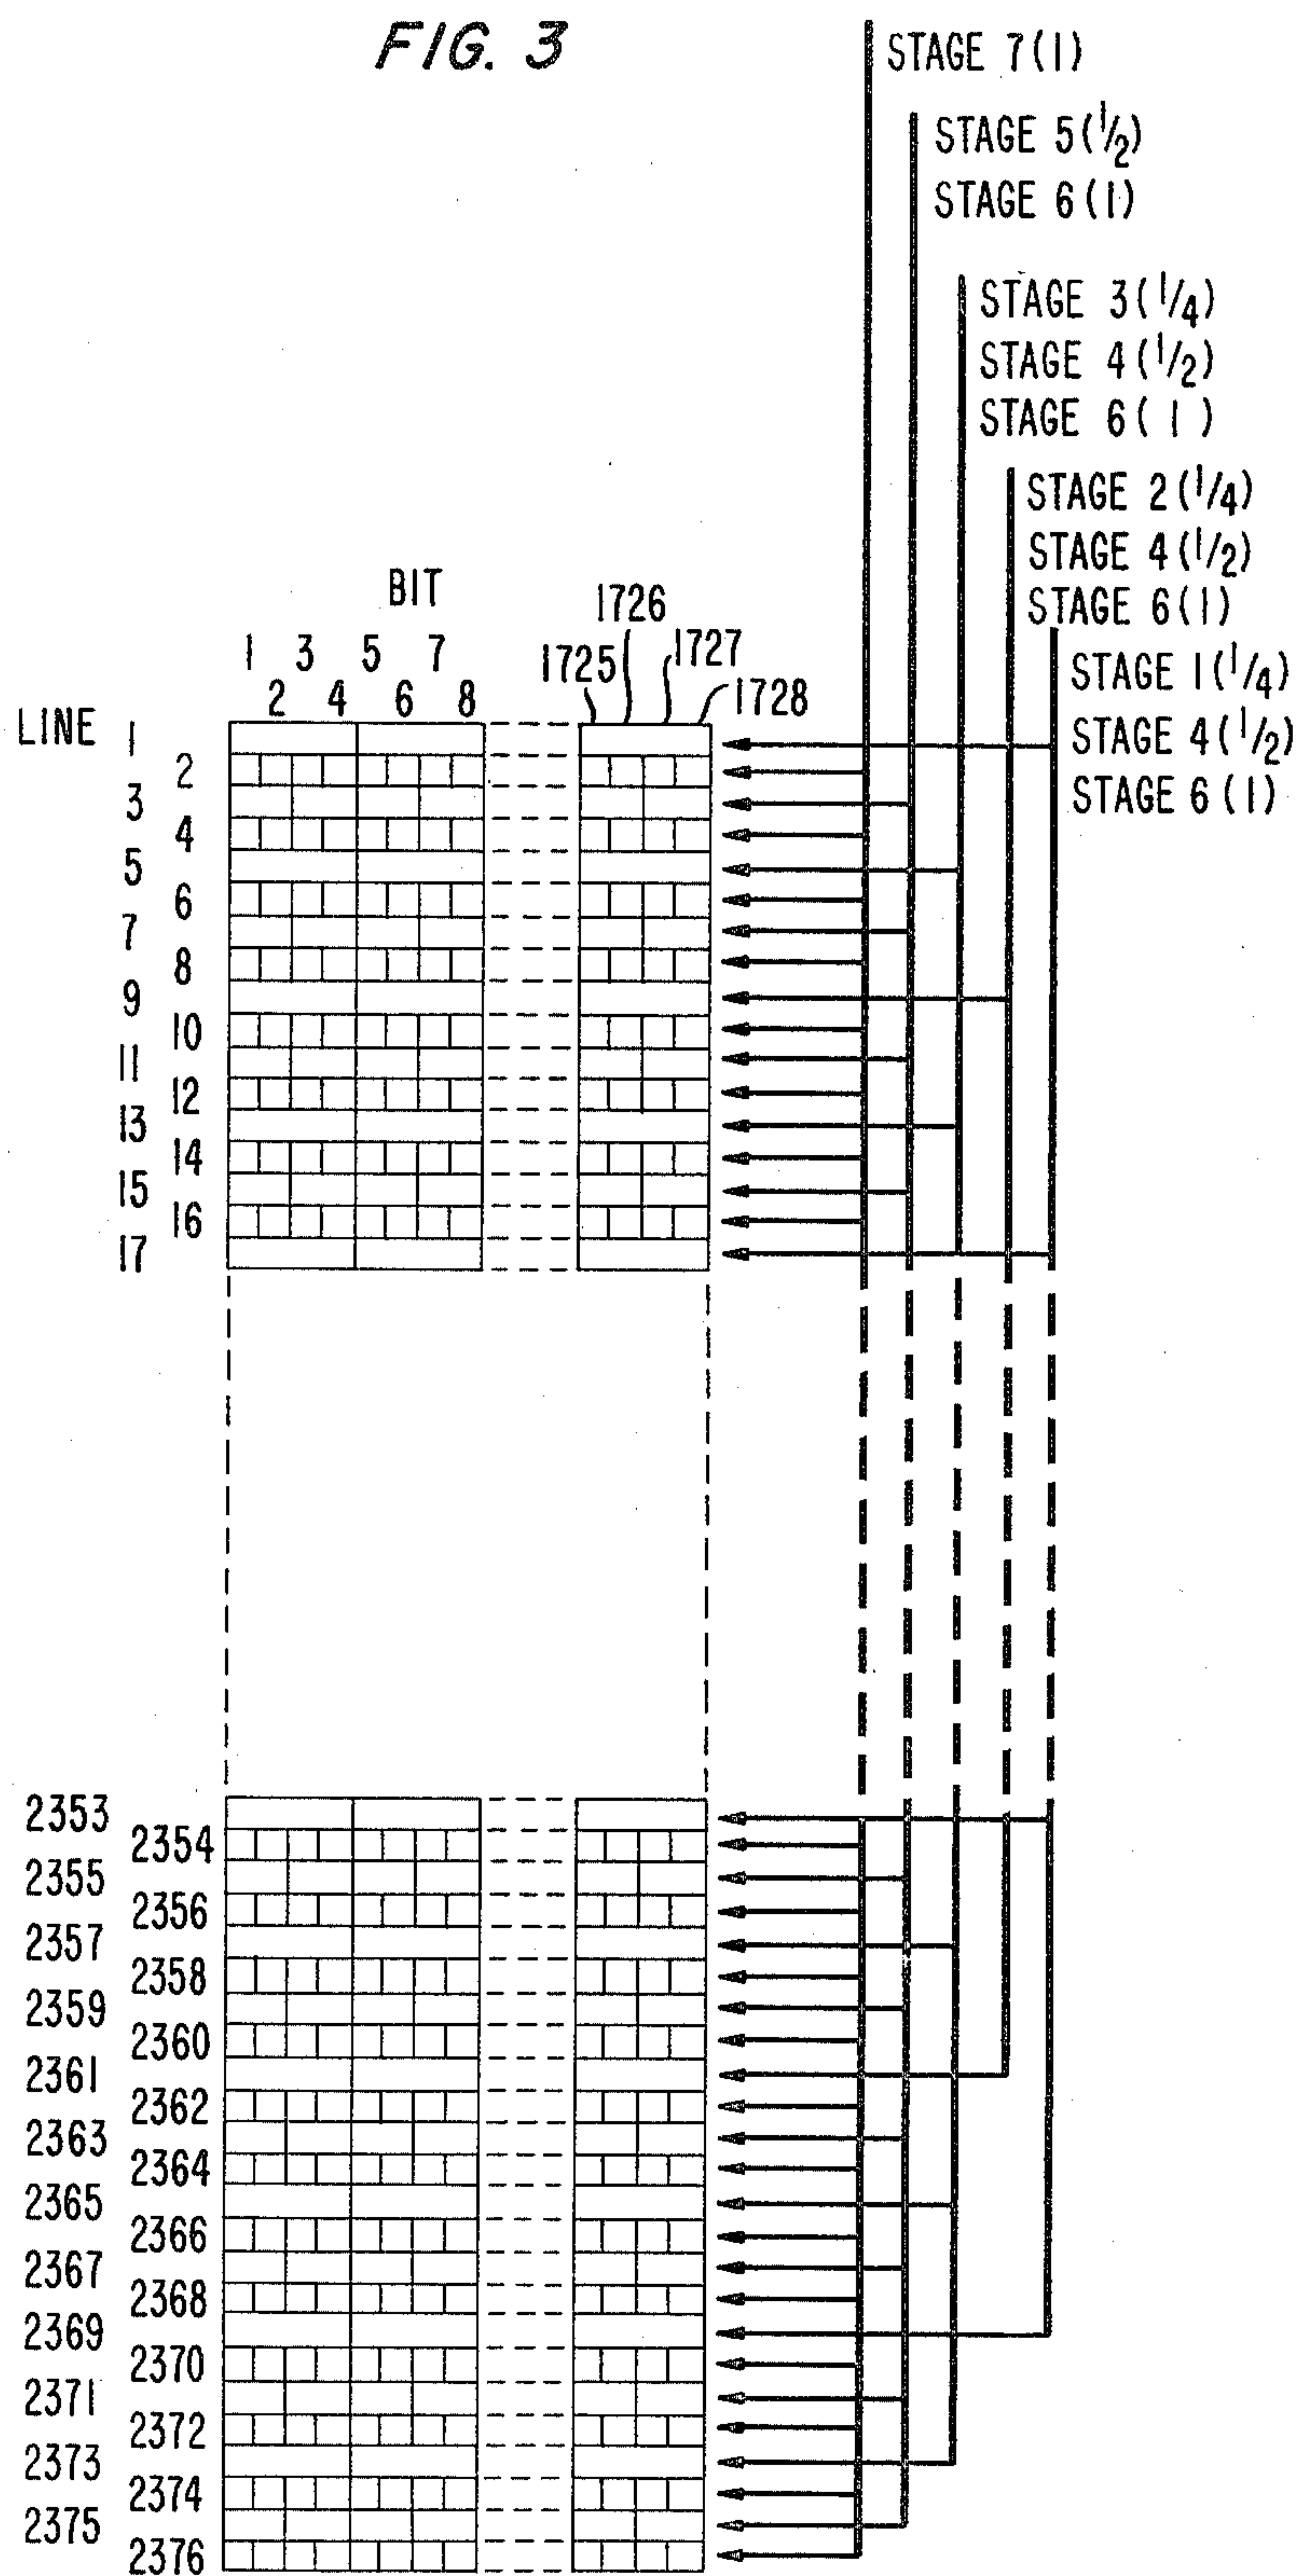 FIG. 3
STAGE 7(1)
STAGE 5(1/2)
STAGE 6(1)
STAGE 3(1/4)
STAGE 4(1/2)
STAGE 6(1)
STAGE 2(1/4)
STAGE 4(1/2)
STAGE 6(1)
STAGE 1(1/4)
STAGE 4(1/2)
STAGE 6(1)
BIT
1 3 5 7
2 4 6 8
1725 1726 1727 1728
LINE 1
2
3
4
5
6
7
8
9
10
11
12
13
14
15
16
17
2353
2354
2355
2356
2357
2358
2359
2360
2361
2362
2363
2364
2365
2366
2367
2368
2369
2370
2371
2372
2373
2374
2375
2376